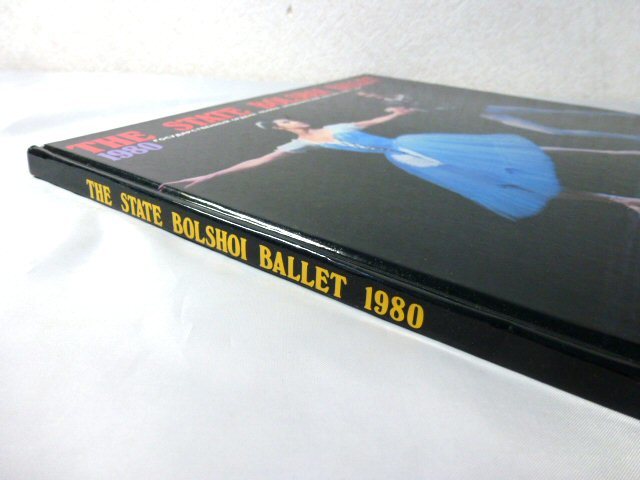 THE STATE BOLSHOI BALLET
1980
THE STATE BOLSHOI BALLET 1980